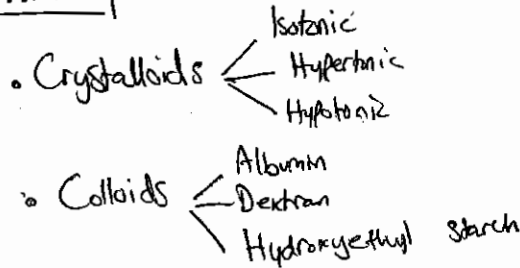 Isotonic
• Crystalloids
Hypertonic
Hypotonic
Albumin
• Colloids
Dextran
Hydroxyethyl starch